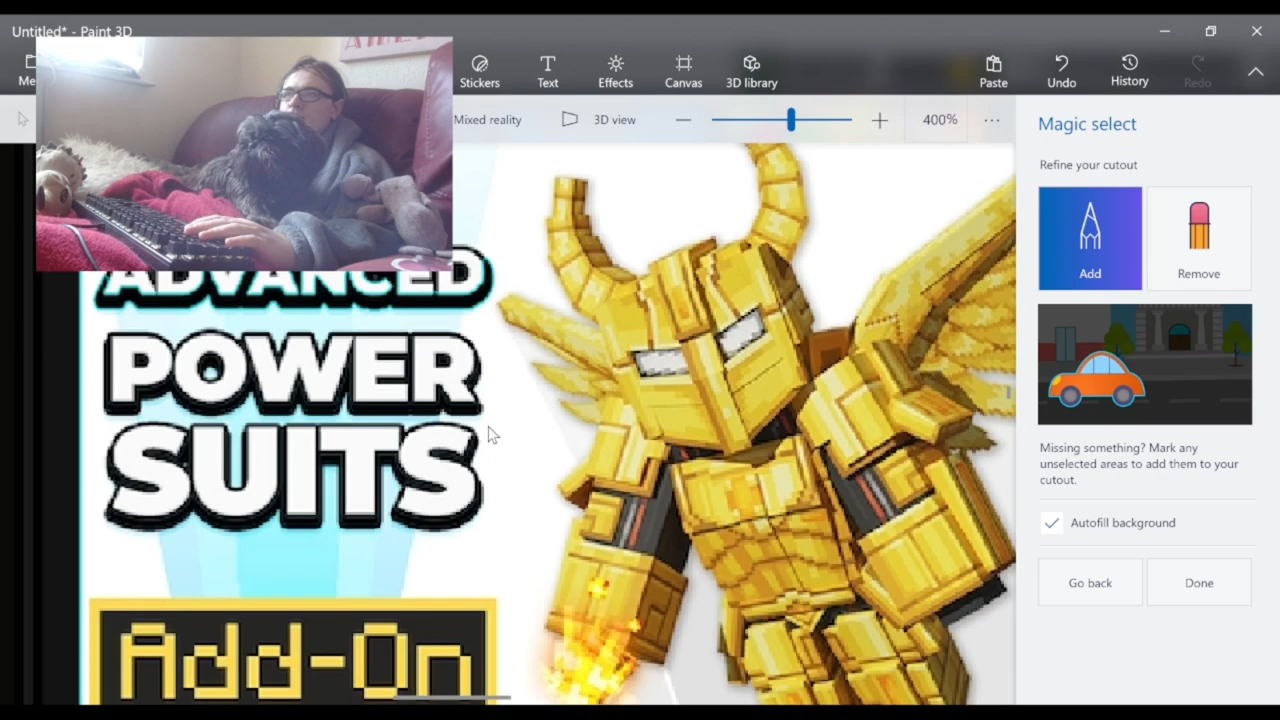 Untitled* - Paint 3D
Me
Stickers
Text
Effects
Canvas
3D library
Paste
Undo
History
Redo
Mixed reality
3D view
400%
Magic select
Refine your cutout
Add
Remove
Missing something? Mark any
unselected areas to add them to your
cutout.
Autofill background
Go back
Done
ADVANCED
POWER
SUITS
Add-On